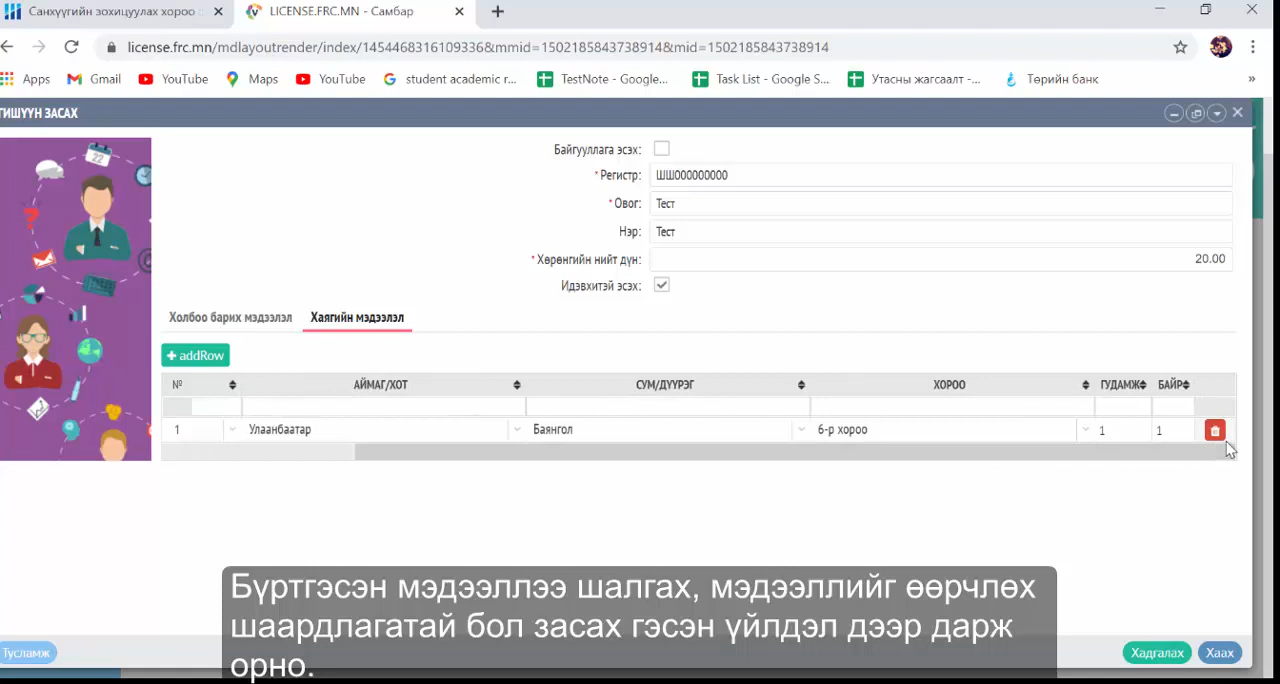 Санхүүгийн зохицуулах хороо
LICENSE.FRC.MN - Самбар
license.frc.mn/mdlayoutrender/index/1454468316109336&mmid=1502185843738914&mid=1502185843738914
Apps Gmail YouTube Maps YouTube student academic r... TestNote - Google... Task List - Google S... Утасны жагсаалт -... Төрийн банк »
ГИШҮҮН ЗАСАХ
Байгууллага эсэх:
*Регистр: ШШ000000000
*Овог: Тест
Нэр: Тест
*Хөрөнгийн нийт дүн: 20.00
Идэвхитэй эсэх:
Холбоо барих мэдээлэл Хаягийн мэдээлэл
+ addRow
№ АЙМАГ/ХОТ СУМ/ДҮҮРЭГ ХОРОО ГУДАМЖ БАЙР
1 Улаанбаатар Баянгол 6-р хороо 1 1
22
Бүртгэсэн мэдээллээ шалгах, мэдээллийг өөрчлөх
шаардлагатай бол засах гэсэн үйлдэл дээр дарж
орно.
Тусламж
Хадгалах Хаах